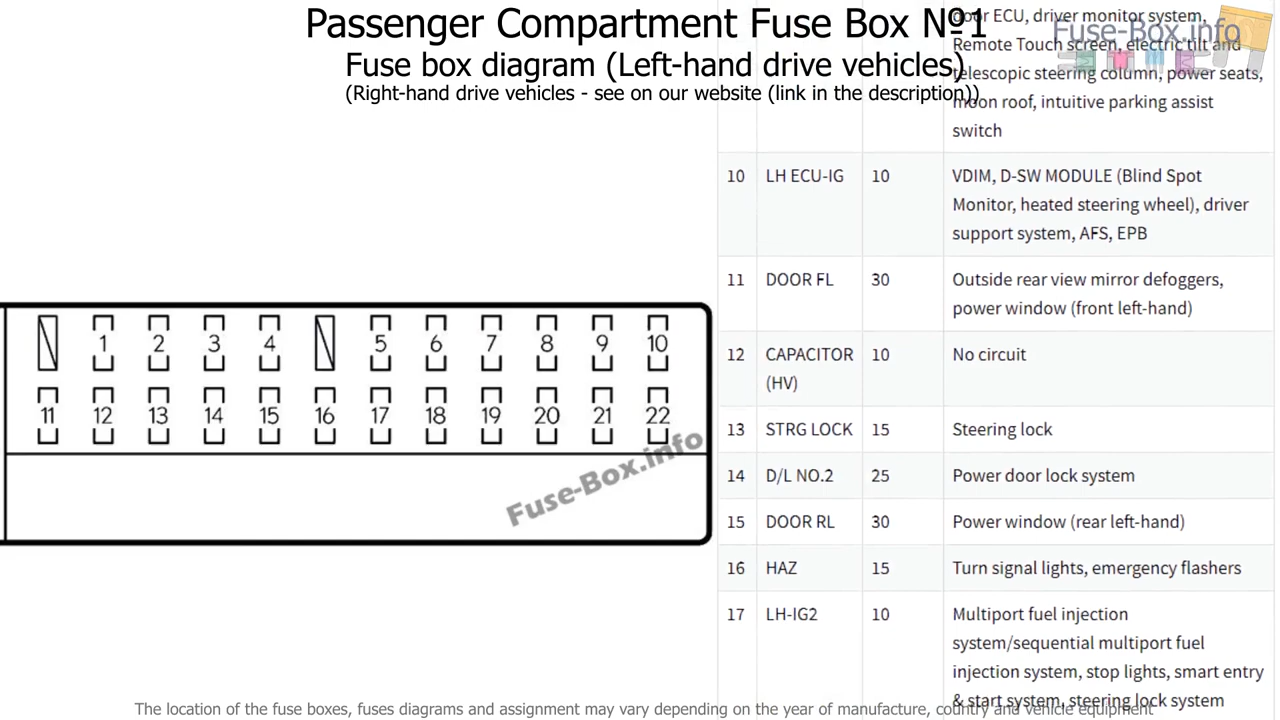 Passenger Compartment Fuse Box №1
Fuse box diagram (Left-hand drive vehicles)
(Right-hand drive vehicles - see on our website (link in the description))
Fuse-Box.info
door ECU, driver monitor system,
Remote Touch screen, electric tilt and
telescopic steering column, power seats,
moon roof, intuitive parking assist
switch
10 LH ECU-IG 10 VDIM, D-SW MODULE (Blind Spot
Monitor, heated steering wheel), driver
support system, AFS, EPB
11 DOOR FL 30 Outside rear view mirror defoggers,
power window (front left-hand)
12 CAPACITOR 10 No circuit
(HV)
13 STRG LOCK 15 Steering lock
14 D/L NO.2 25 Power door lock system
15 DOOR RL 30 Power window (rear left-hand)
16 HAZ 15 Turn signal lights, emergency flashers
17 LH-IG2 10 Multiport fuel injection
system/sequential multiport fuel
injection system, stop lights, smart entry
& start system, steering lock system
1 2 3 4 5 6 7 8 9 10
11 12 13 14 15 16 17 18 19 20 21 22
Fuse-Box.info
The location of the fuse boxes, fuses diagrams and assignment may vary depending on the year of manufacture, country and vehicle equipment